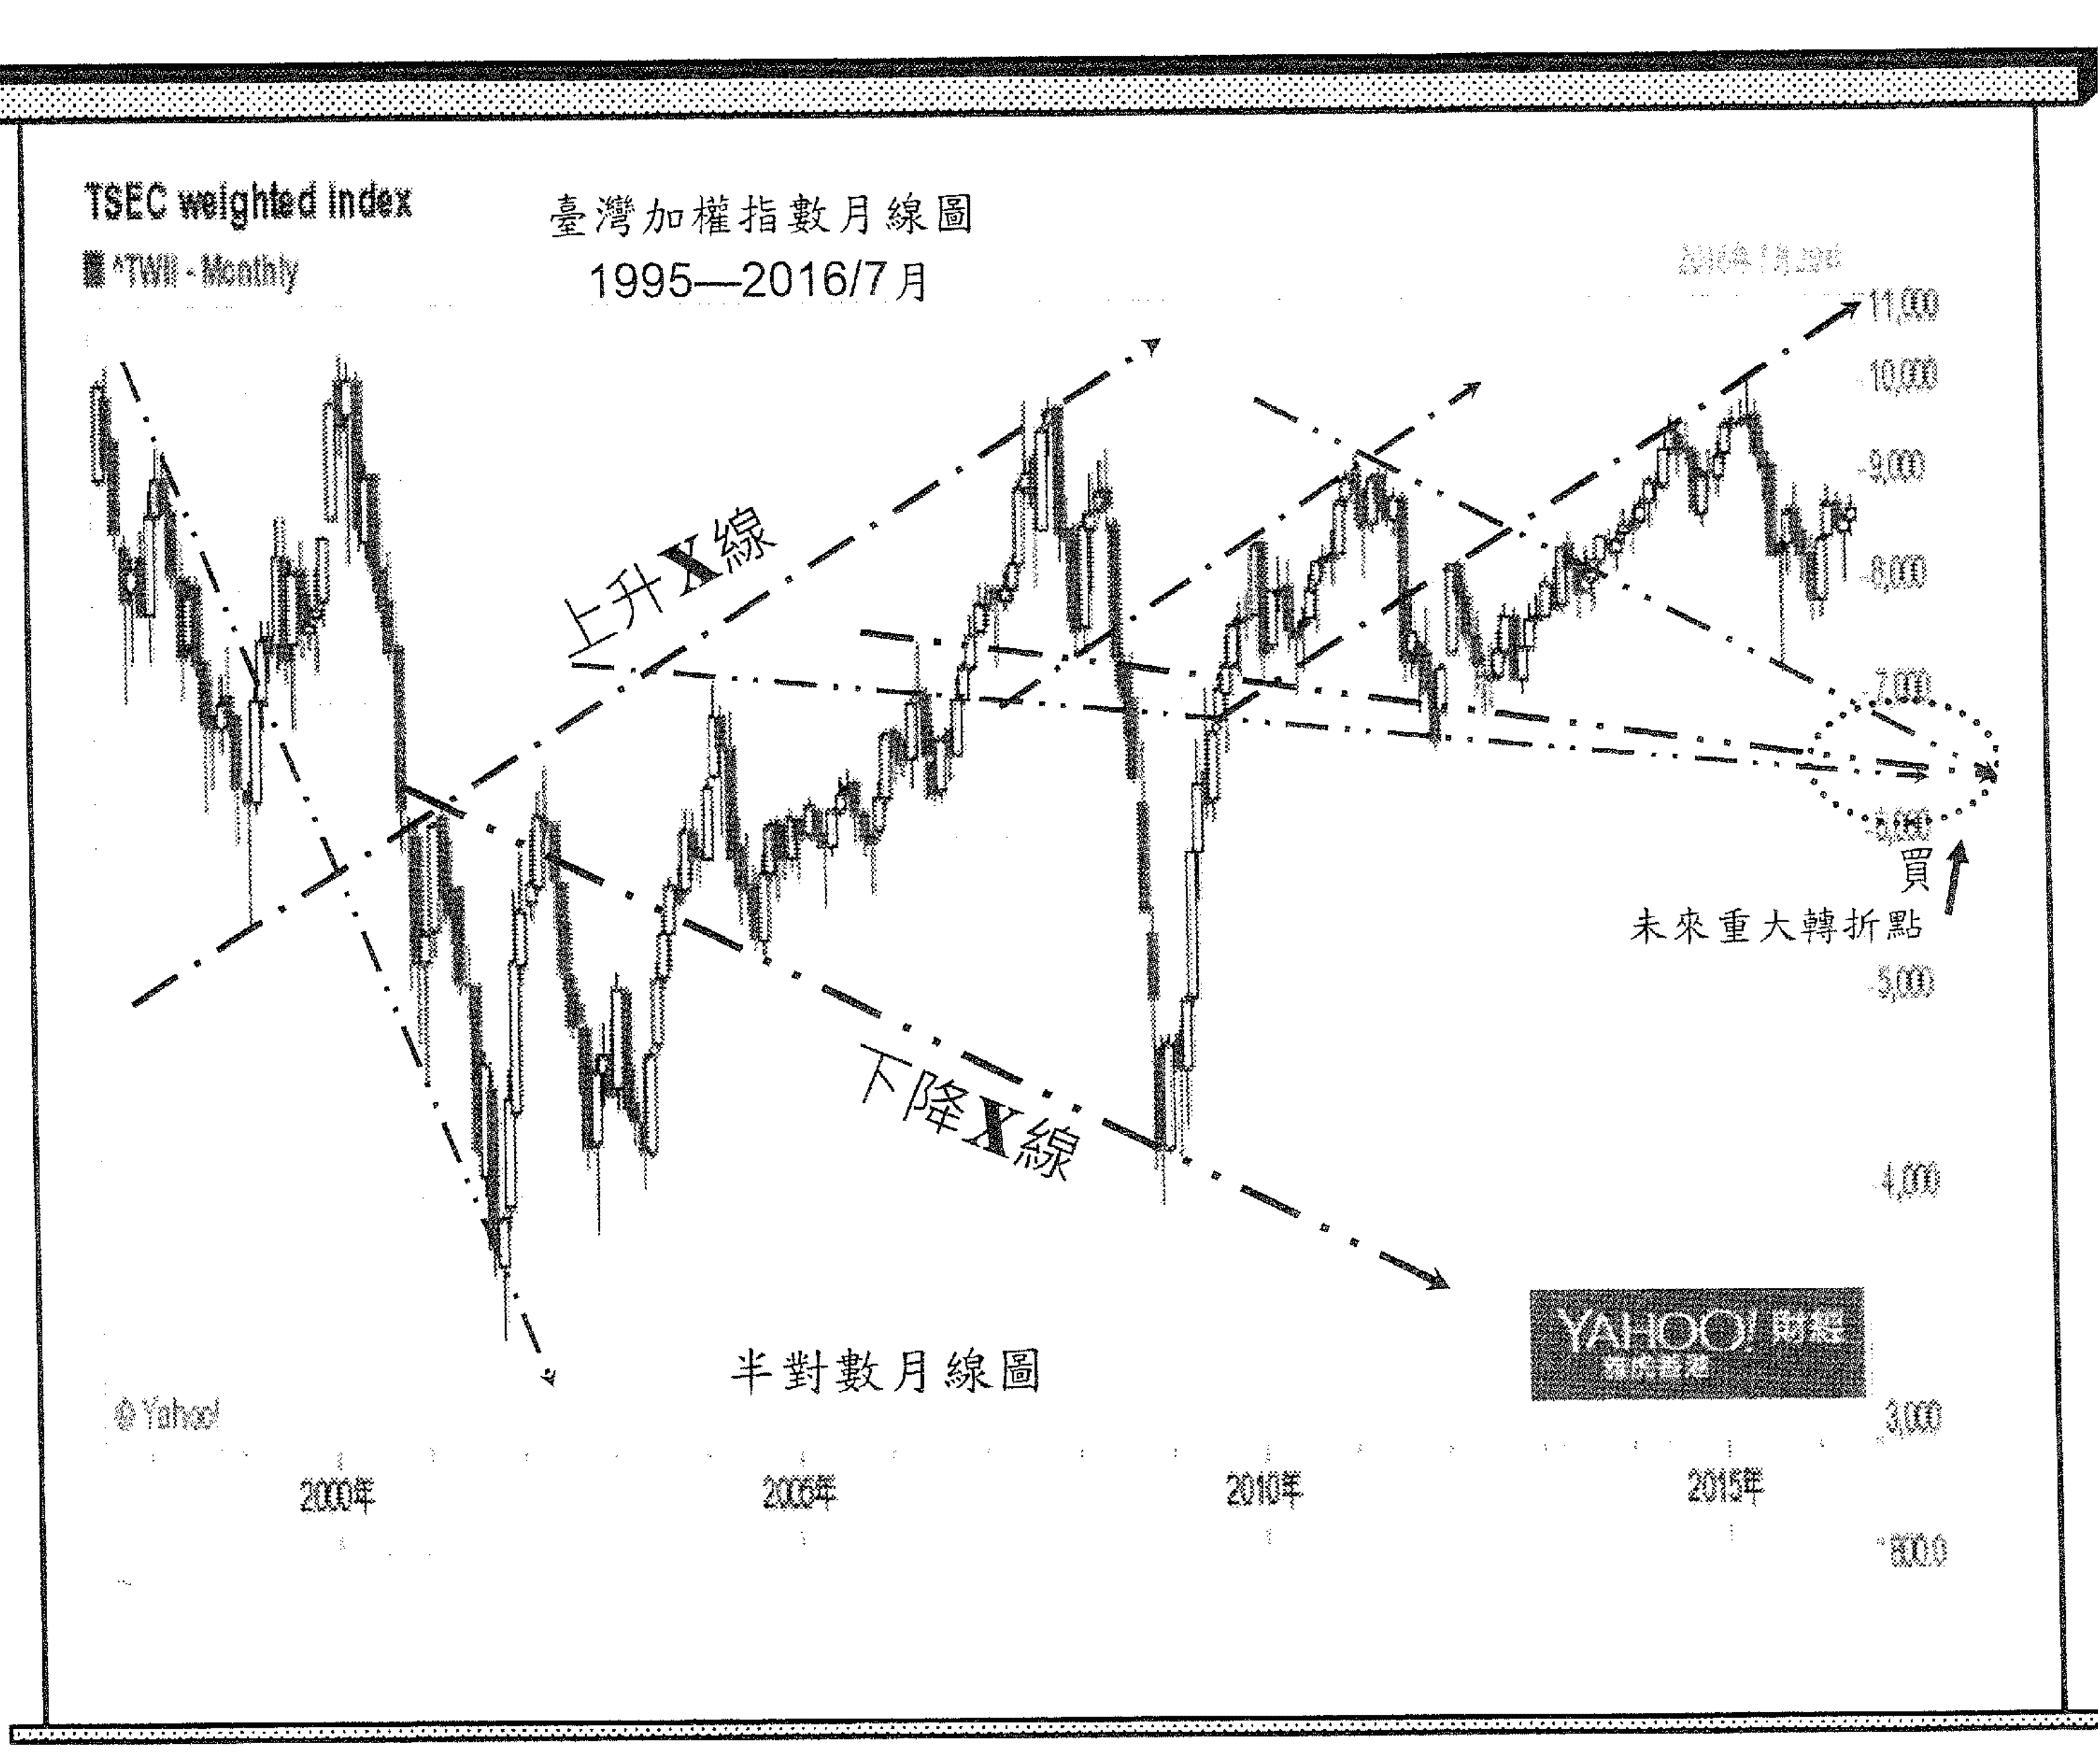 TSEC weighted index
臺灣加權指數月線圖
^TWII - Monthly
1995—2016/7月
11,000
10,000
9,000
8,000
7,000
6,000
5,000
4,000
3,000
上升X線
下降X線
買
未來重大轉折點
半對數月線圖
YAHOO! 財經
© Yahoo!
2000年
2005年
2010年
2015年
800.0